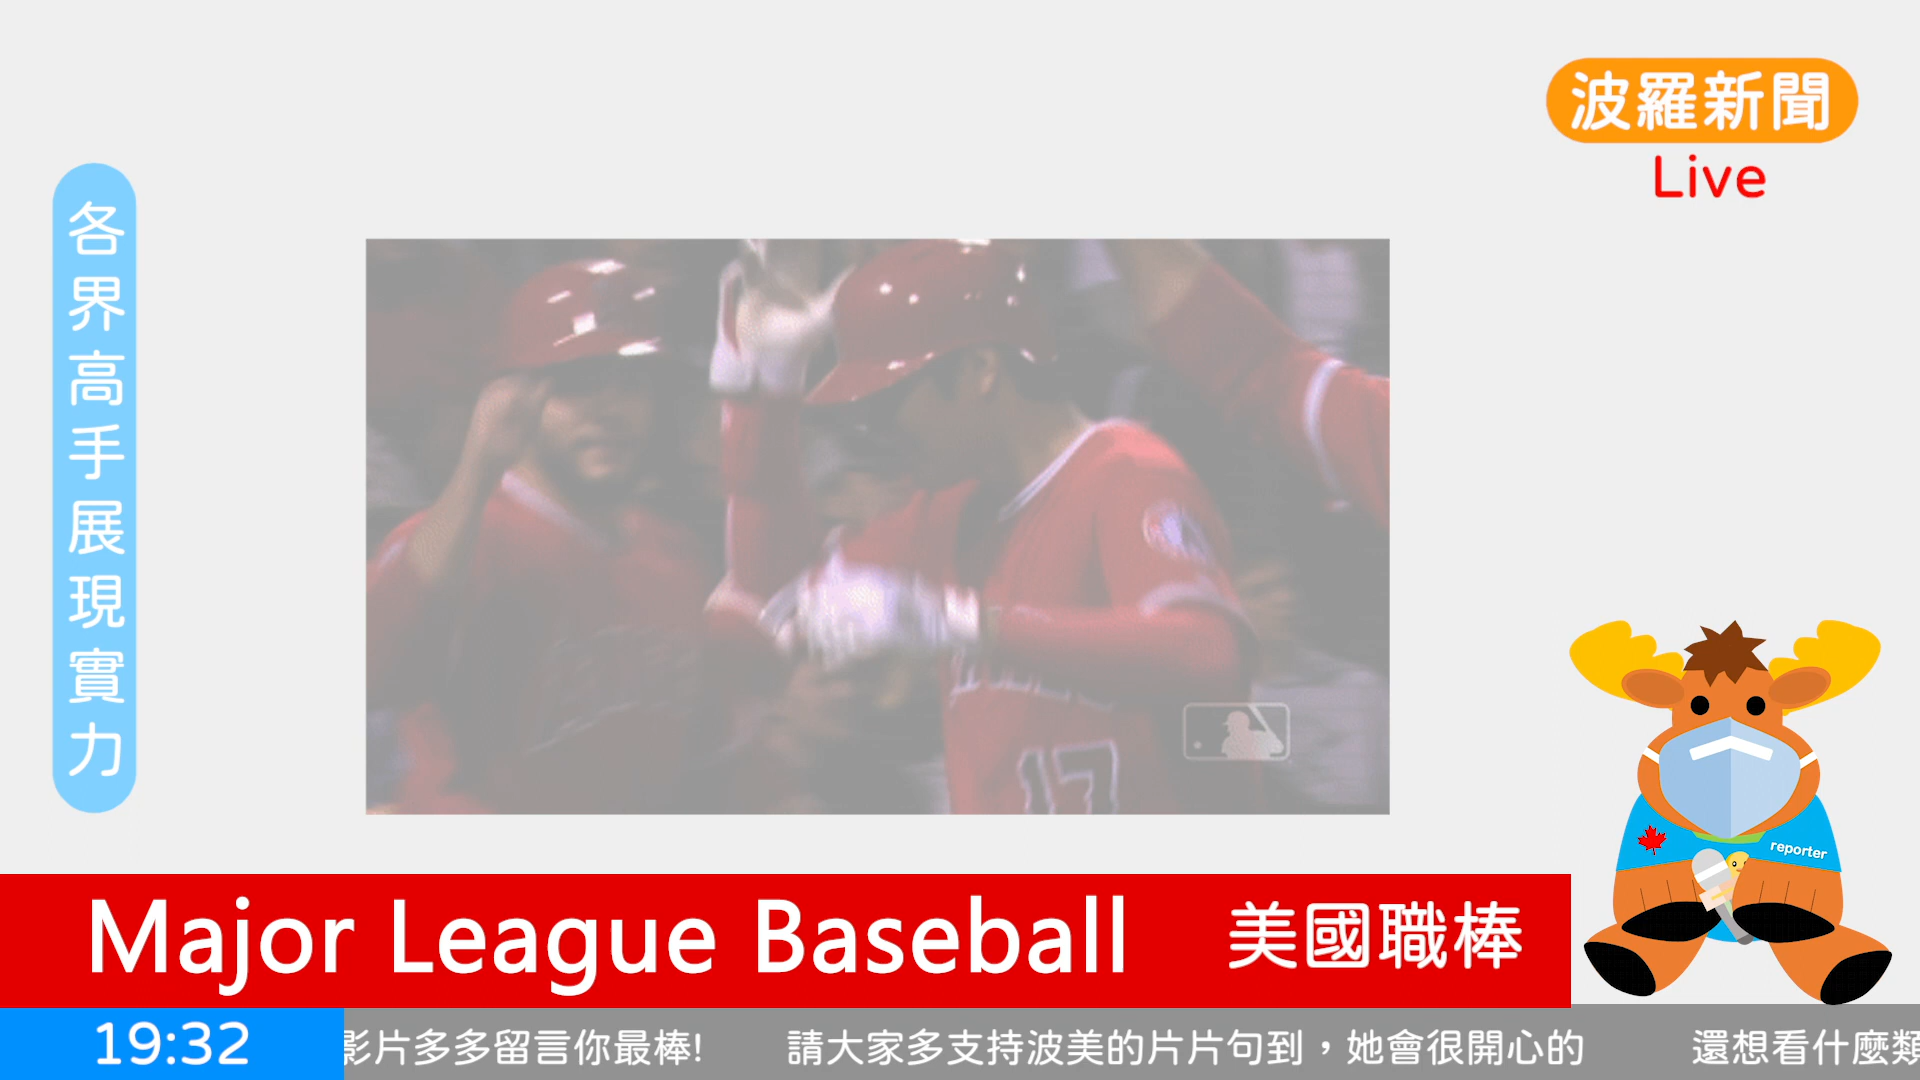 波羅新聞
Live
各界高手展現實力
17
reporter
Major League Baseball 美國職棒
19:32 影片多多留言你最棒! 請大家多支持波美的片片句到，她會很開心的 還想看什麼類